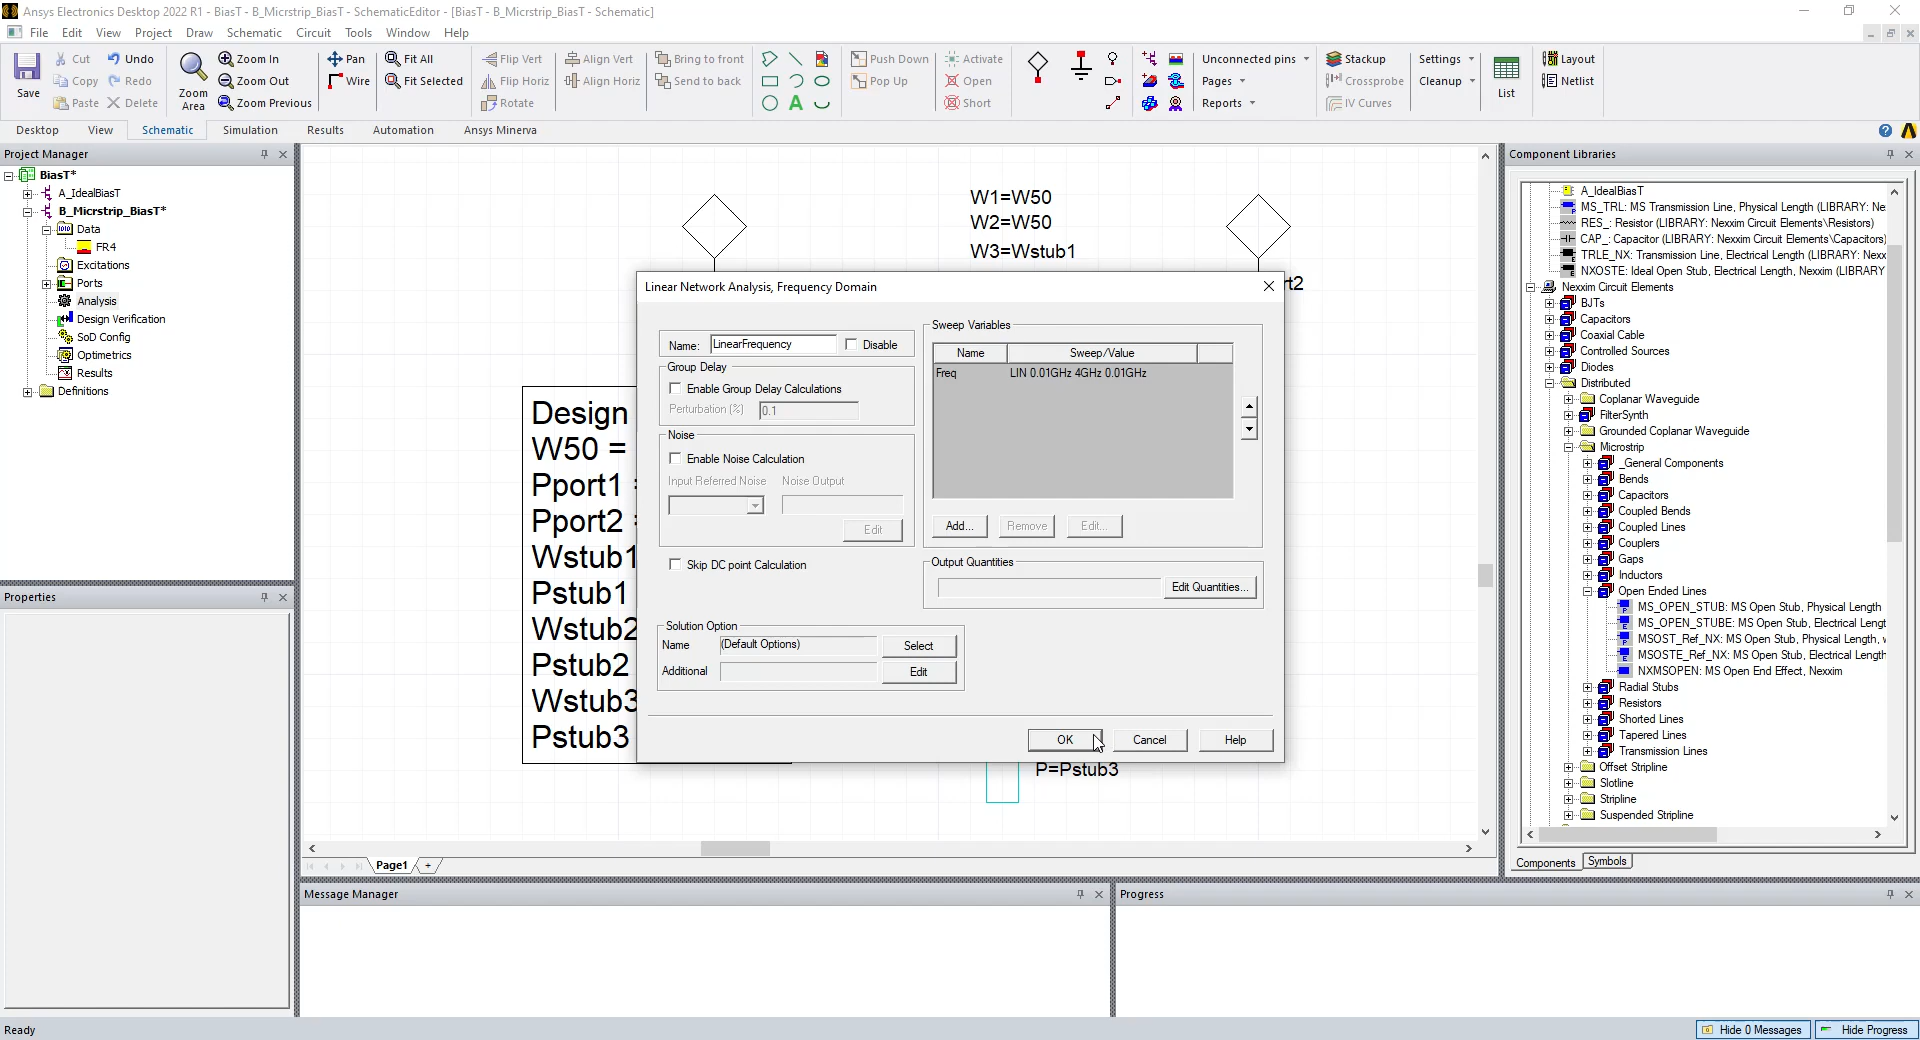 Ansys Electronics Desktop 2022 R1 - BiasT - B_Micrstrip_BiasT - SchematicEditor - [BiasT - B_Micrstrip_BiasT - Schematic]
File Edit View Project Draw Schematic Circuit Tools Window Help
Save
Cut
Copy
Paste
Undo
Redo
Delete
Zoom Area
Zoom In
Zoom Out
Zoom Previous
Pan
Wire
Fit All
Fit Selected
Flip Vert
Flip Horiz
Rotate
Align Vert
Align Horiz
Bring to front
Send to back
Push Down
Pop Up
Activate
Open
Short
Unconnected pins
Pages
Reports
Stackup
Crossprobe
IV Curves
Settings
Cleanup
List
Layout
Netlist
Desktop View Schematic Simulation Results Automation Ansys Minerva
Project Manager
BiasT*
A_IdealBiasT
B_Micrstrip_BiasT*
Data
FR4
Excitations
Ports
Analysis
Design Verification
SoD Config
Optimetrics
Results
Definitions
Properties
W1=W50
W2=W50
W3=Wstub1
rt2
Design
W50 =
Pport1 =
Pport2 =
Wstub1
Pstub1
Wstub2
Pstub2
Wstub3
Pstub3
P=Pstub3
Linear Network Analysis, Frequency Domain
Name: LinearFrequency Disable
Group Delay
Enable Group Delay Calculations
Perturbation (%) 0.1
Noise
Enable Noise Calculation
Input Referred Noise Noise Output
Edit
Skip DC point Calculation
Solution Option
Name (Default Options) Select
Additional Edit
Sweep Variables
Name Sweep/Value
Freq LIN 0.01GHz 4GHz 0.01GHz
Add... Remove Edit...
Output Quantities
Edit Quantities...
OK Cancel Help
Page1 +
Message Manager
Progress
Component Libraries
A_IdealBiasT
MS_TRL: MS Transmission Line, Physical Length (LIBRARY: Ne
RES_: Resistor (LIBRARY: Nexxim Circuit Elements\Resistors)
CAP_: Capacitor (LIBRARY: Nexxim Circuit Elements\Capacitors)
TRLE_NX: Transmission Line, Electrical Length (LIBRARY: Nexx
NXOSTE: Ideal Open Stub, Electrical Length, Nexxim (LIBRARY
Nexxim Circuit Elements
BJTs
Capacitors
Coaxial Cable
Controlled Sources
Diodes
Distributed
Coplanar Waveguide
FilterSynth
Grounded Coplanar Waveguide
Microstrip
_General Components
Bends
Capacitors
Coupled Bends
Coupled Lines
Couplers
Gaps
Inductors
Open Ended Lines
MS_OPEN_STUB: MS Open Stub, Physical Length
MS_OPEN_STUBE: MS Open Stub, Electrical Lengt
MSOST_Ref_NX: MS Open Stub, Physical Length, w
MSOSTE_Ref_NX: MS Open Stub, Electrical Length
NXMSOPEN: MS Open End Effect, Nexxim
Radial Stubs
Resistors
Shorted Lines
Tapered Lines
Transmission Lines
Offset Stripline
Slotline
Stripline
Suspended Stripline
Components Symbols
Ready
Hide 0 Messages
Hide Progress